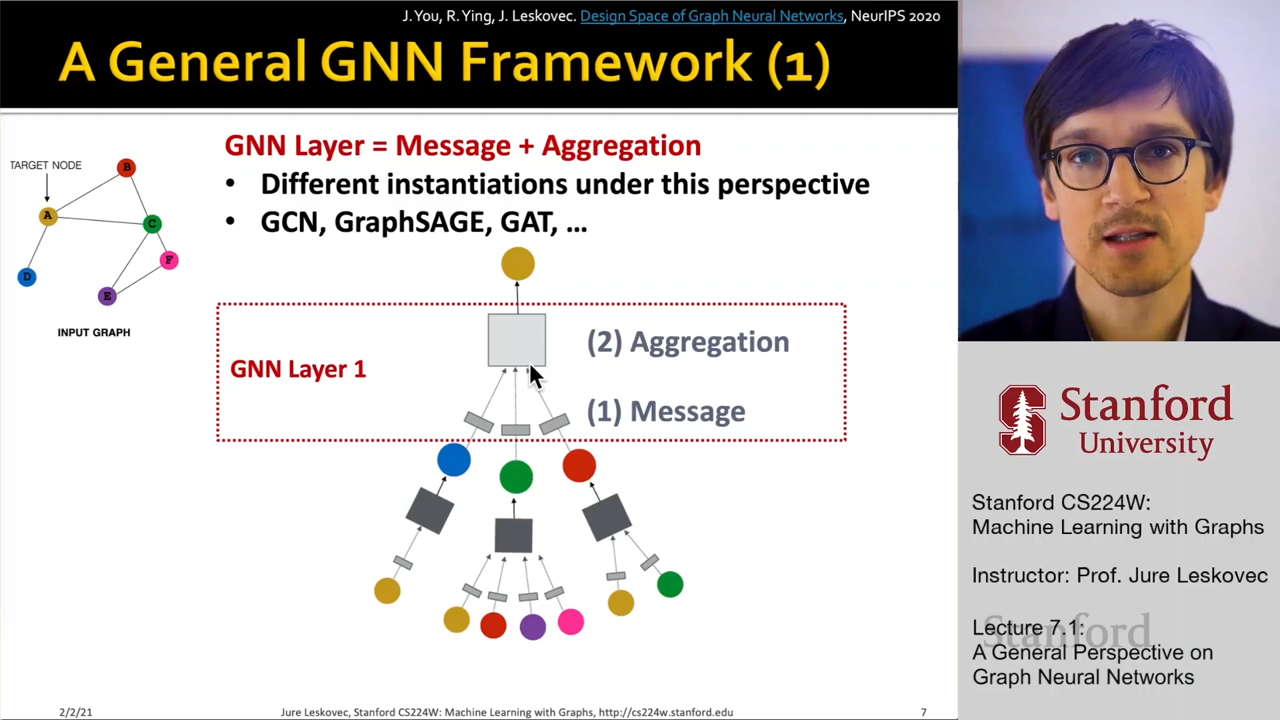 J. You, R. Ying, J. Leskovec. Design Space of Graph Neural Networks, NeurIPS 2020
A General GNN Framework (1)
GNN Layer = Message + Aggregation
• Different instantiations under this perspective
• GCN, GraphSAGE, GAT, …
TARGET NODE
B
A
C
F
D
E
INPUT GRAPH
(2) Aggregation
GNN Layer 1
(1) Message
2/2/21
Jure Leskovec, Stanford CS224W: Machine Learning with Graphs, http://cs224w.stanford.edu
7
S
Stanford
University
Stanford CS224W:
Machine Learning with Graphs
Instructor: Prof. Jure Leskovec
Stanford
Lecture 7.1:
A General Perspective on
Graph Neural Networks